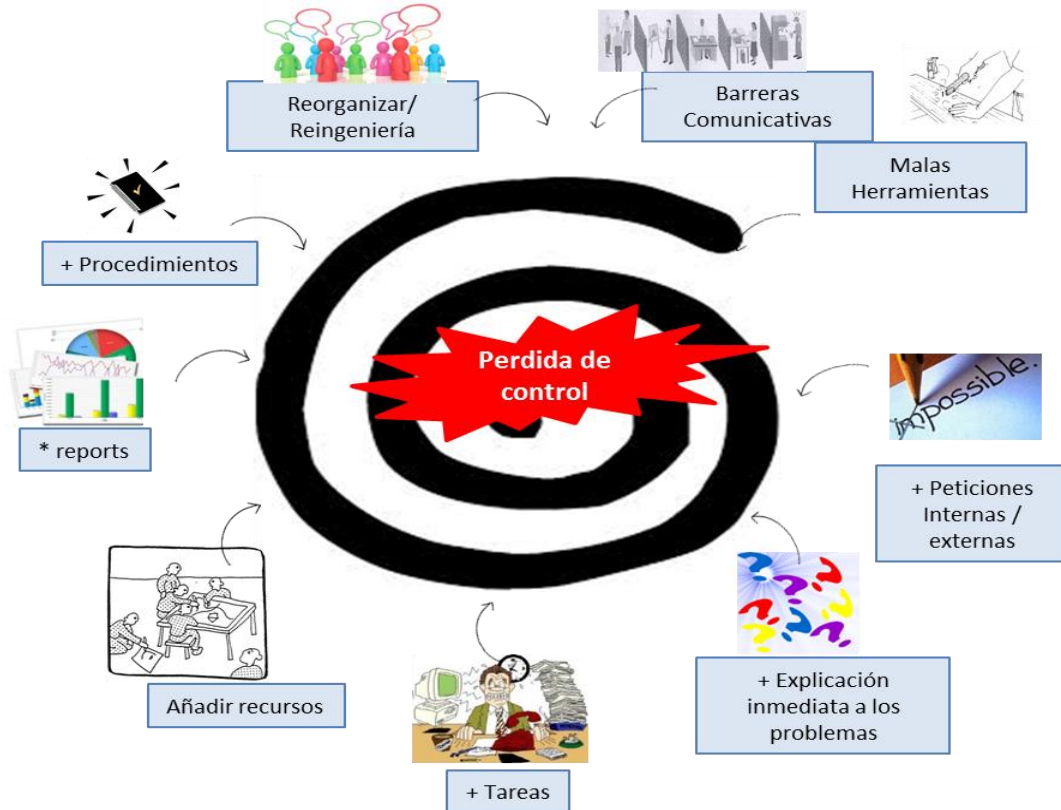 Reorganizar/
Reingeniería
Barreras
Comunicativas
Malas
Herramientas
+ Procedimientos
Perdida de
control
* reports
impossible.
+ Peticiones
Internas /
externas
Añadir recursos
+ Explicación
inmediata a los
problemas
+ Tareas